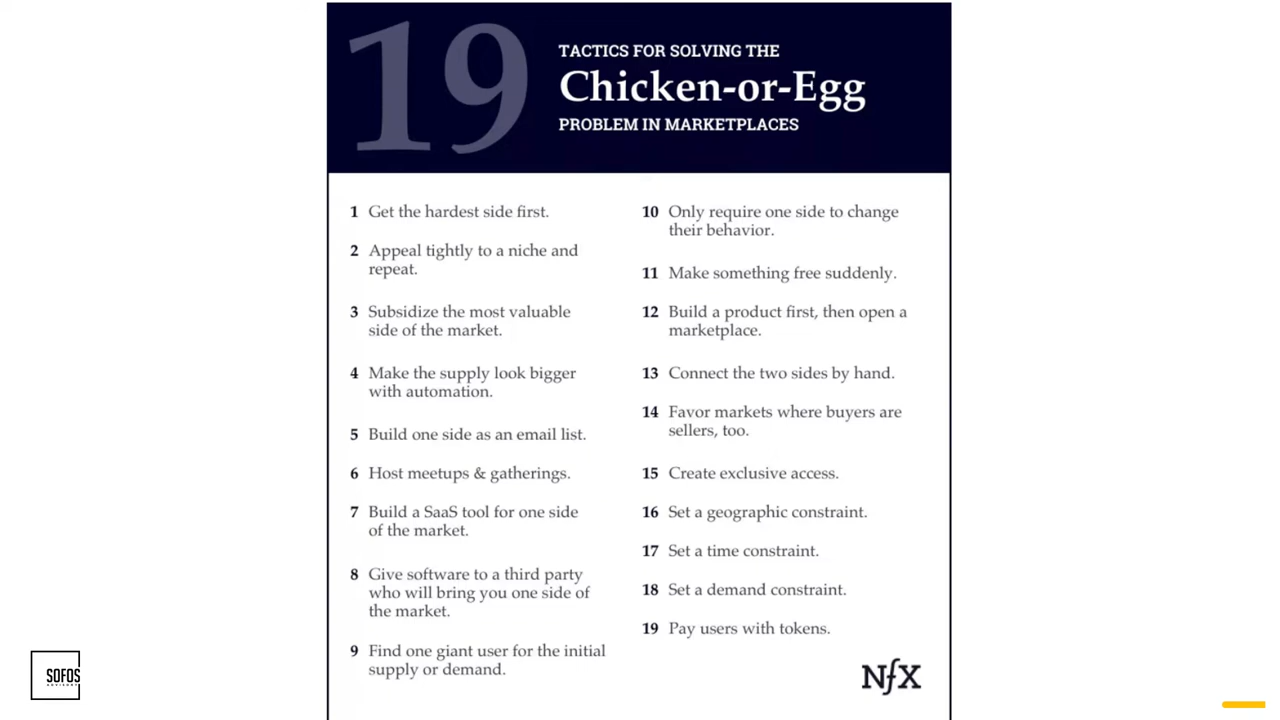 19
TACTICS FOR SOLVING THE
Chicken-or-Egg
PROBLEM IN MARKETPLACES
1 Get the hardest side first.
2 Appeal tightly to a niche and
repeat.
3 Subsidize the most valuable
side of the market.
4 Make the supply look bigger
with automation.
5 Build one side as an email list.
6 Host meetups & gatherings.
7 Build a SaaS tool for one side
of the market.
8 Give software to a third party
who will bring you one side of
the market.
9 Find one giant user for the initial
supply or demand.
10 Only require one side to change
their behavior.
11 Make something free suddenly.
12 Build a product first, then open a
marketplace.
13 Connect the two sides by hand.
14 Favor markets where buyers are
sellers, too.
15 Create exclusive access.
16 Set a geographic constraint.
17 Set a time constraint.
18 Set a demand constraint.
19 Pay users with tokens.
NfX
SOFOS